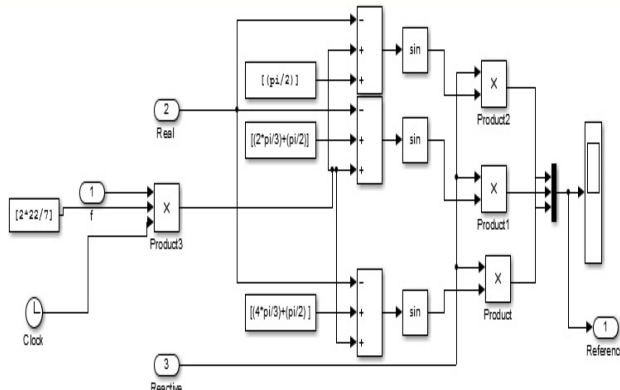 -
+
+
sin
[(pi/2)]
X
Product2
2
Real
-
+
+
sin
[(2*pi/3)+(pi/2)]
X
Product1
1
f
[2*22/7]
X
Product3
-
+
+
sin
[(4*pi/3)+(pi/2) ]
X
Product
Clock
1
Referenc
3
Reactive